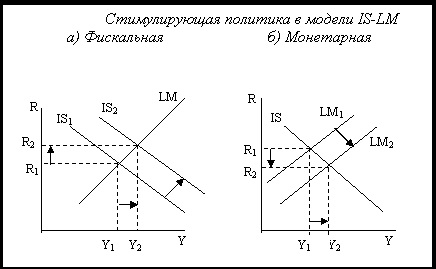 Стимулирующая политика в модели IS-LM
а) Фискальная б) Монетарная
R IS1 IS2 LM
R2
R1
Y1 Y2 Y
R IS LM1
R1 LM2
R2
Y1 Y2 Y